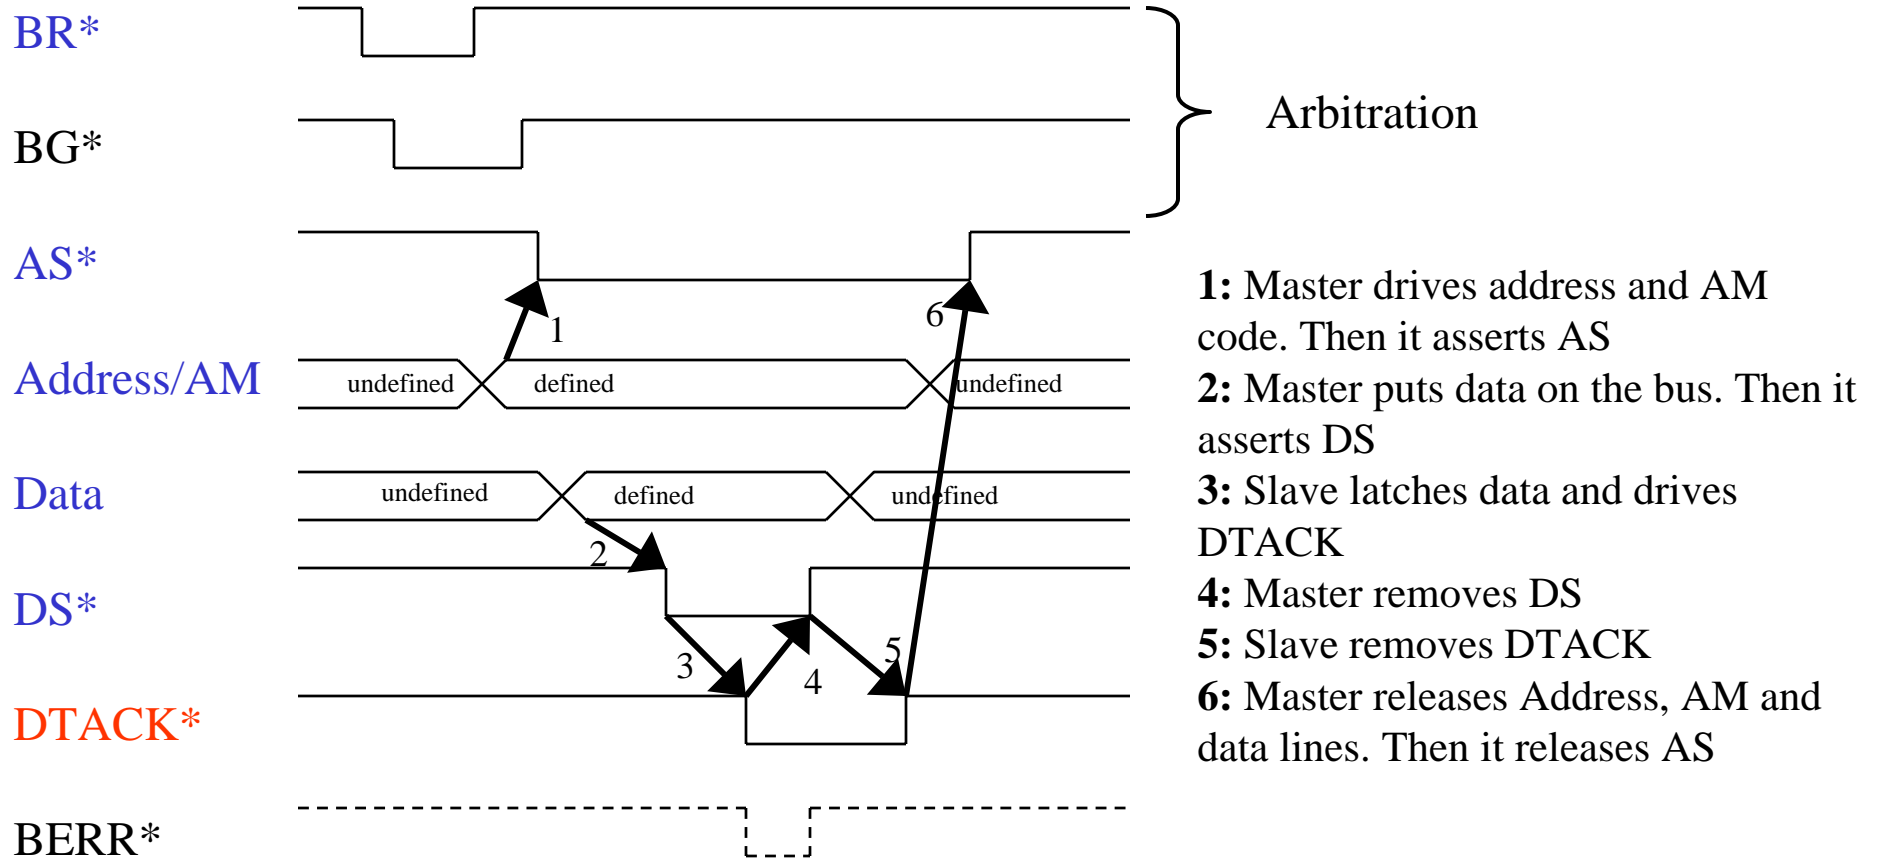 BR*
BG*
Arbitration
AS*
1
6
Address/AM
undefined
defined
undefined
Data
undefined
defined
undefined
2
DS*
3
4
5
DTACK*
BERR*
1: Master drives address and AM
code. Then it asserts AS
2: Master puts data on the bus. Then it
asserts DS
3: Slave latches data and drives
DTACK
4: Master removes DS
5: Slave removes DTACK
6: Master releases Address, AM and
data lines. Then it releases AS